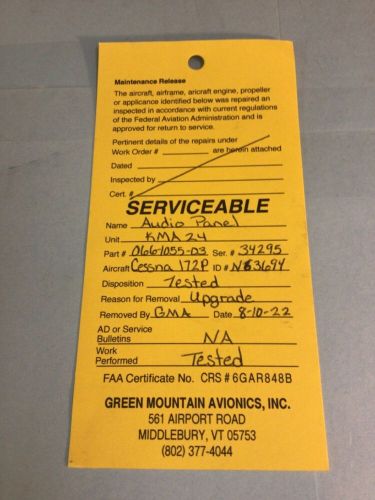 Maintenance Release
The aircraft, airframe, aricraft engine, propeller
or applicance identified below was repaired an
inspected in accordance with current regulations
of the Federal Aviation Administration and is
approved for return to service.
Pertinent details of the repairs under
Work Order # are herein attached
Dated
Inspected by
Cert. #
SERVICEABLE
Name Audio Panel
Unit KMA 24
Part # 066-1055-03 Ser. # 34295
Aircraft Cessna 172P ID # N63694
Disposition Tested
Reason for Removal Upgrade
Removed By GMA Date 8-10-22
AD or Service
Bulletins NA
Work
Performed Tested
FAA Certificate No. CRS # 6GAR848B
GREEN MOUNTAIN AVIONICS, INC.
561 AIRPORT ROAD
MIDDLEBURY, VT 05753
(802) 377-4044